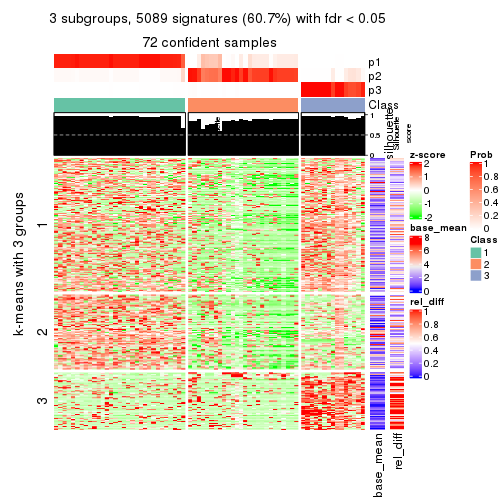 3 subgroups, 5089 signatures (60.7%) with fdr < 0.05
72 confident samples
p1
p2
p3
Class
1
0.5
0
silhouette
Silhouette
score
k-means with 3 groups
1
2
3
base_mean
rel_diff
z-score
2
1
0
-1
-2
base_mean
8
6
4
2
0
rel_diff
1
0.8
0.6
0.4
0.2
0
Prob
1
0.8
0.6
0.4
0.2
0
Class
1
2
3